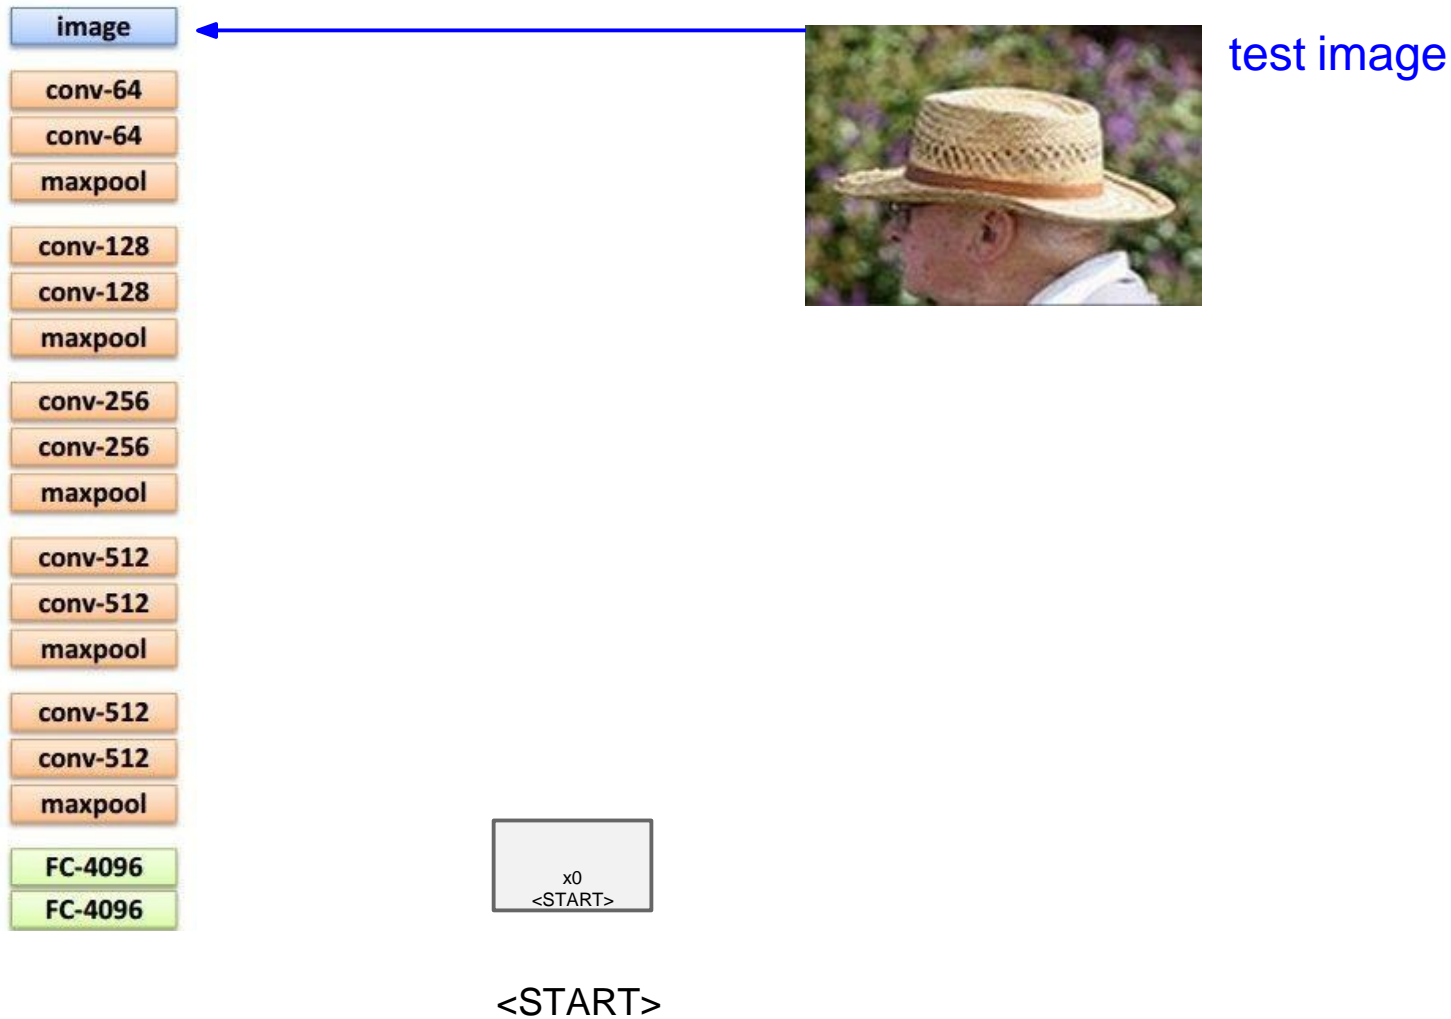 image
test image
conv-64
conv-64
maxpool
conv-128
conv-128
maxpool
conv-256
conv-256
maxpool
conv-512
conv-512
maxpool
conv-512
conv-512
maxpool
FC-4096
FC-4096
x0
<START>
<START>